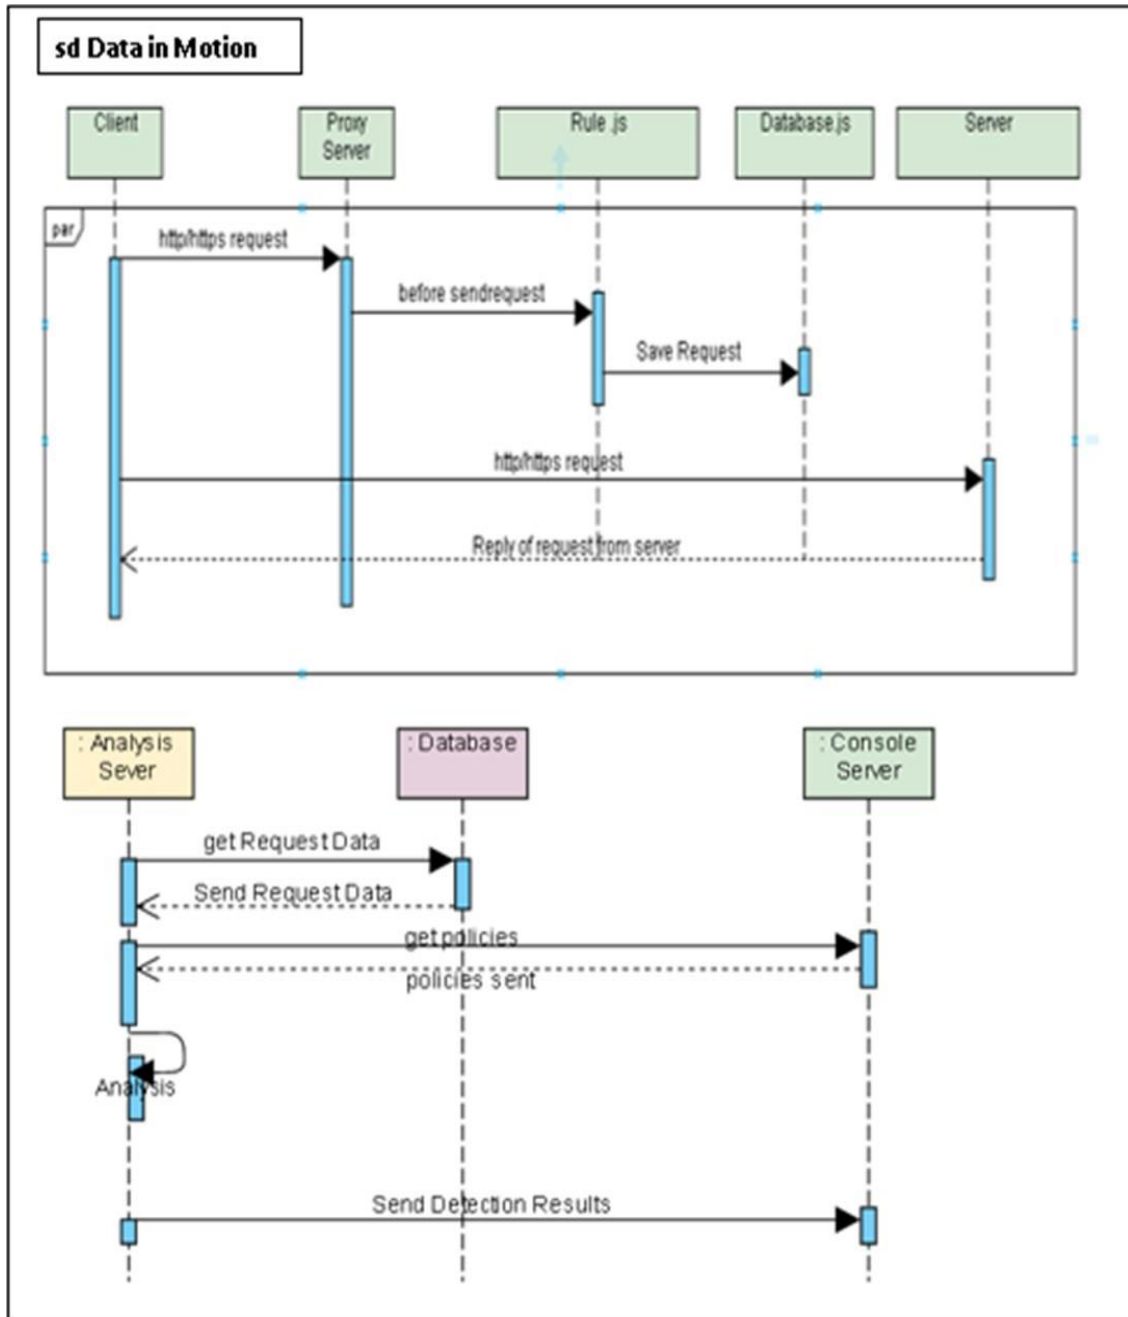 sd Data in Motion
Client
Proxy
Server
Rule .js
Database.js
Server
par
http/https request
before sendrequest
Save Request
http/https request
Reply of request from server
: Analysis
Sever
: Database
: Console
Server
get Request Data
Send Request Data
get policies
policies sent
Analysis
Send Detection Results